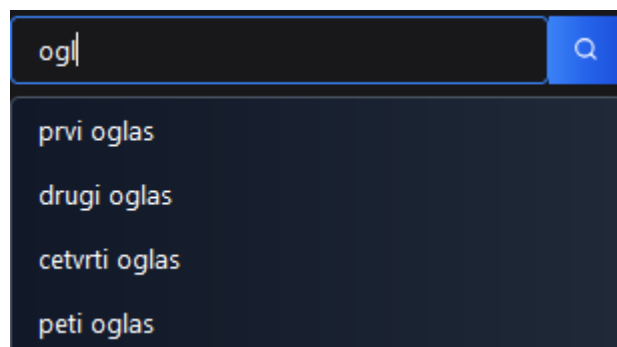 ogl
prvi oglas
drugi oglas
cetvrti oglas
peti oglas